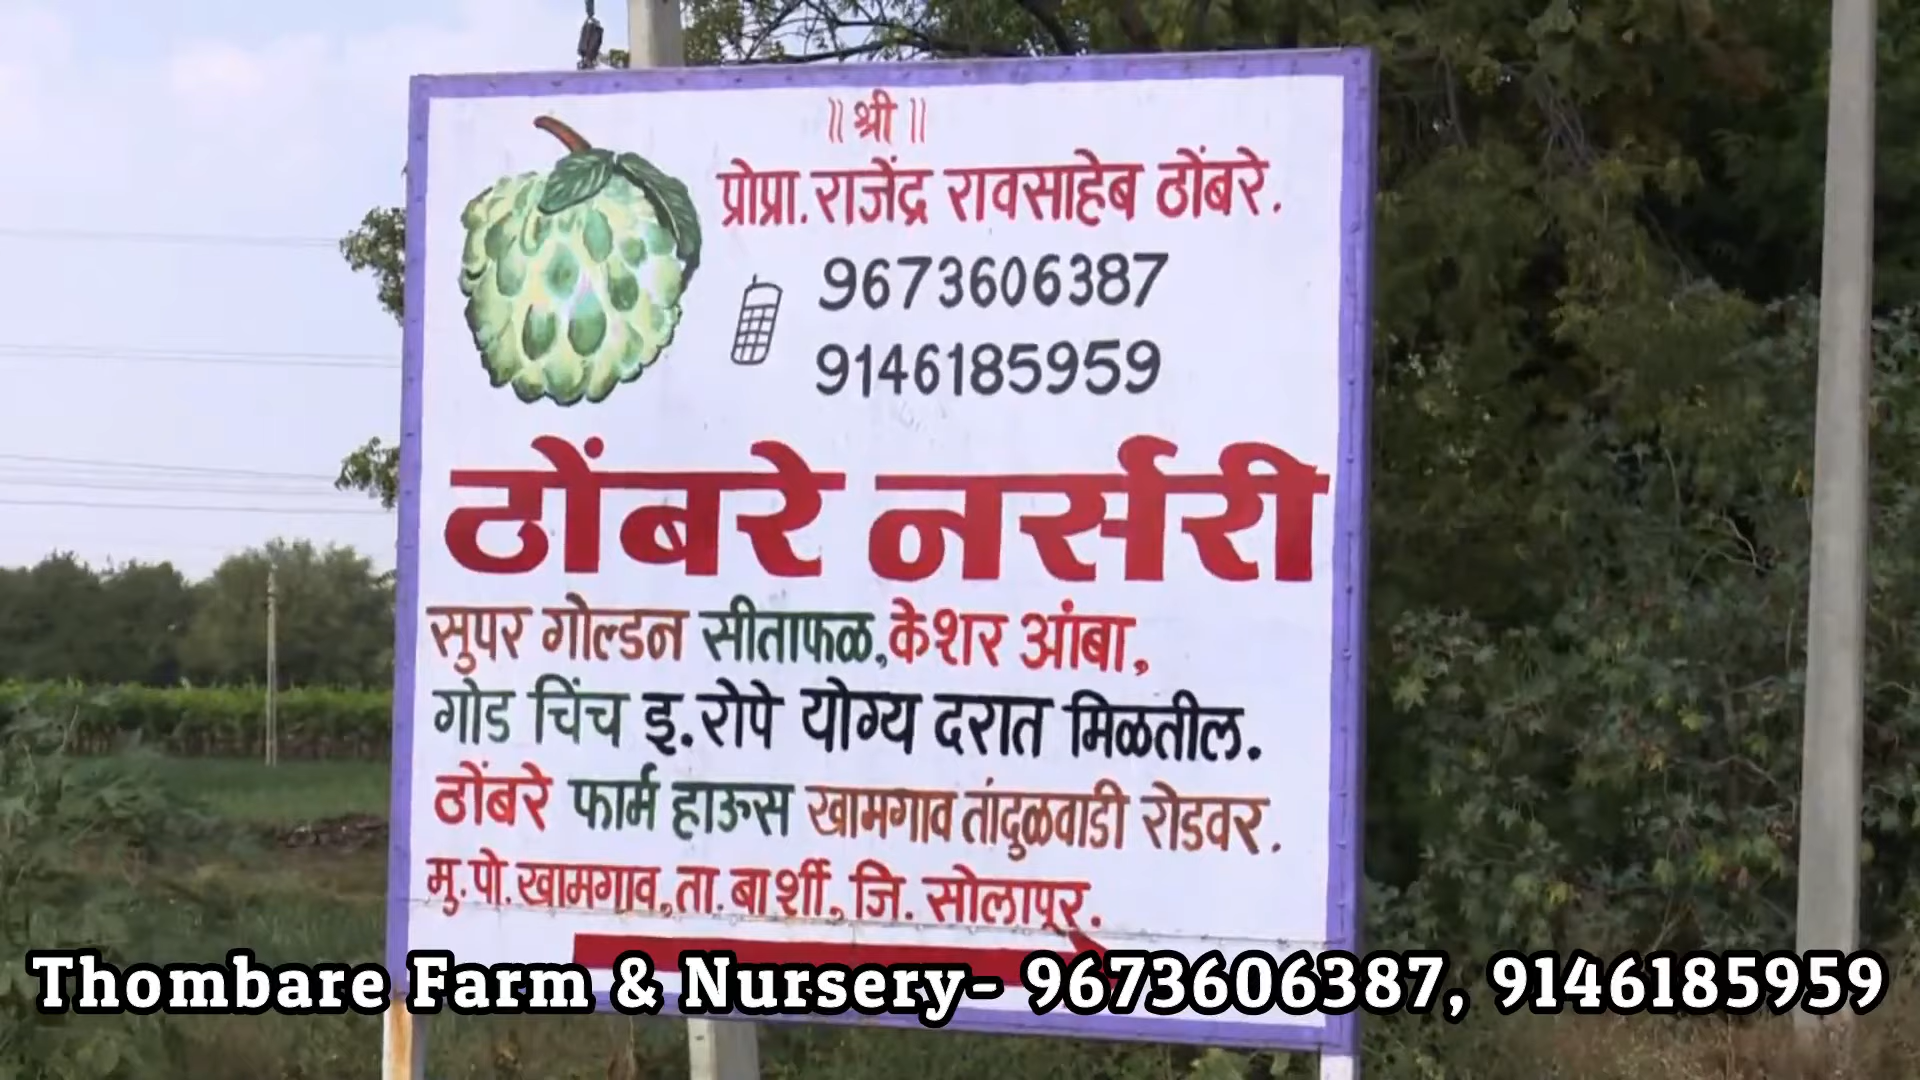 ॥ श्री ॥
प्रोप्रा. राजेंद्र रावसाहेब ठोंबरे.
9673606387
9146185959
ठोंबरे नर्सरी
सुपर गोल्डन सीताफळ, केशर आंबा,
गोड चिंच इ. रोपे योग्य दरात मिळतील.
ठोंबरे फार्म हाऊस खामगाव तांदुळवाडी रोडवर.
मु. पो. खामगाव, ता. बार्शी, जि. सोलापूर.
Thombare Farm & Nursery- 9673606387, 9146185959